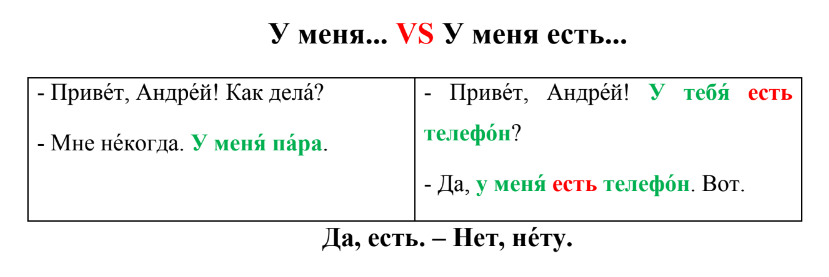 У меня... VS У меня есть...
- Приве́т, Андре́й! Как дела́?
- Мне не́когда. У меня́ па́ра.
- Приве́т, Андре́й! У тебя́ есть
телефо́н?
- Да, у меня́ есть телефо́н. Вот.
Да, есть. – Нет, не́ту.